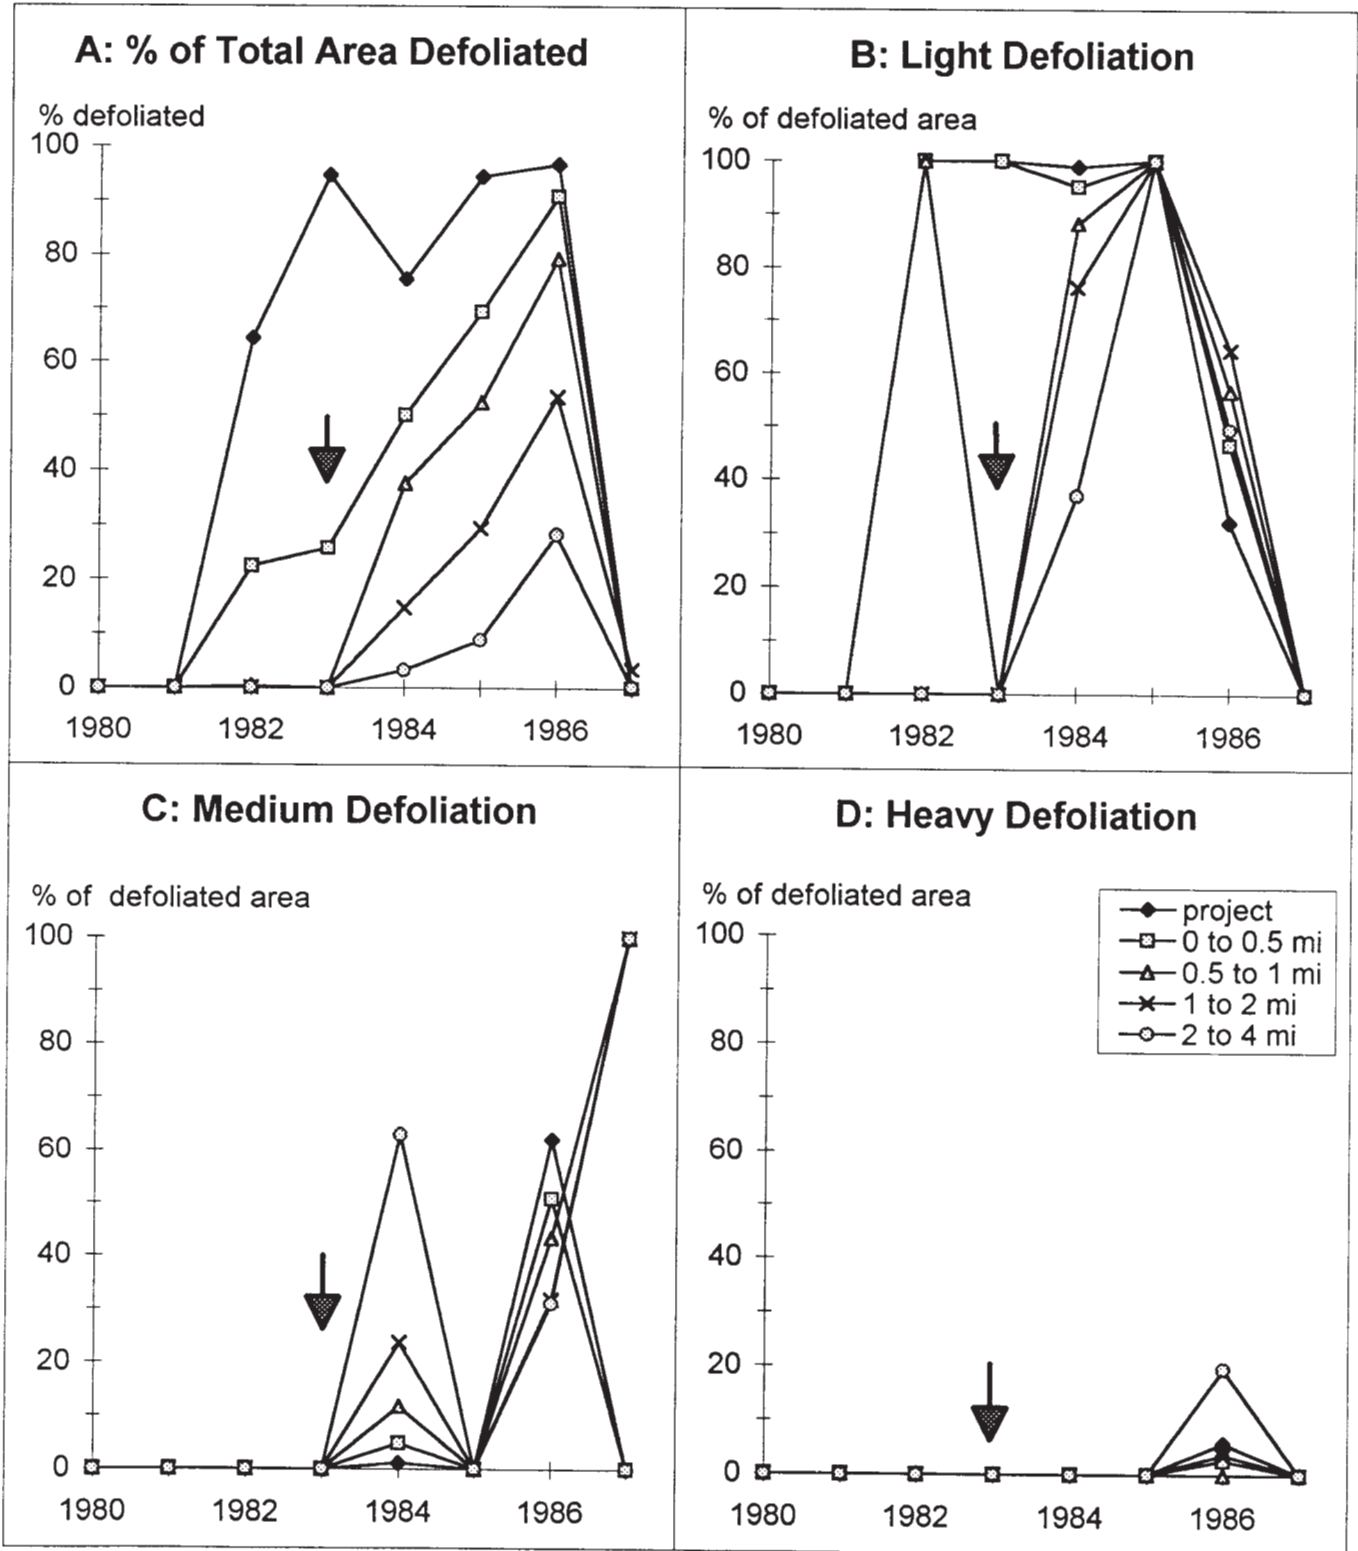 A: % of Total Area Defoliated
% defoliated
100
80
60
40
20
0
1980 1982 1984 1986
B: Light Defoliation
% of defoliated area
100
80
60
40
20
0
1980 1982 1984 1986
C: Medium Defoliation
% of defoliated area
100
80
60
40
20
0
1980 1982 1984 1986
D: Heavy Defoliation
% of defoliated area
100
80
60
40
20
0
1980 1982 1984 1986
project
0 to 0.5 mi
0.5 to 1 mi
1 to 2 mi
2 to 4 mi